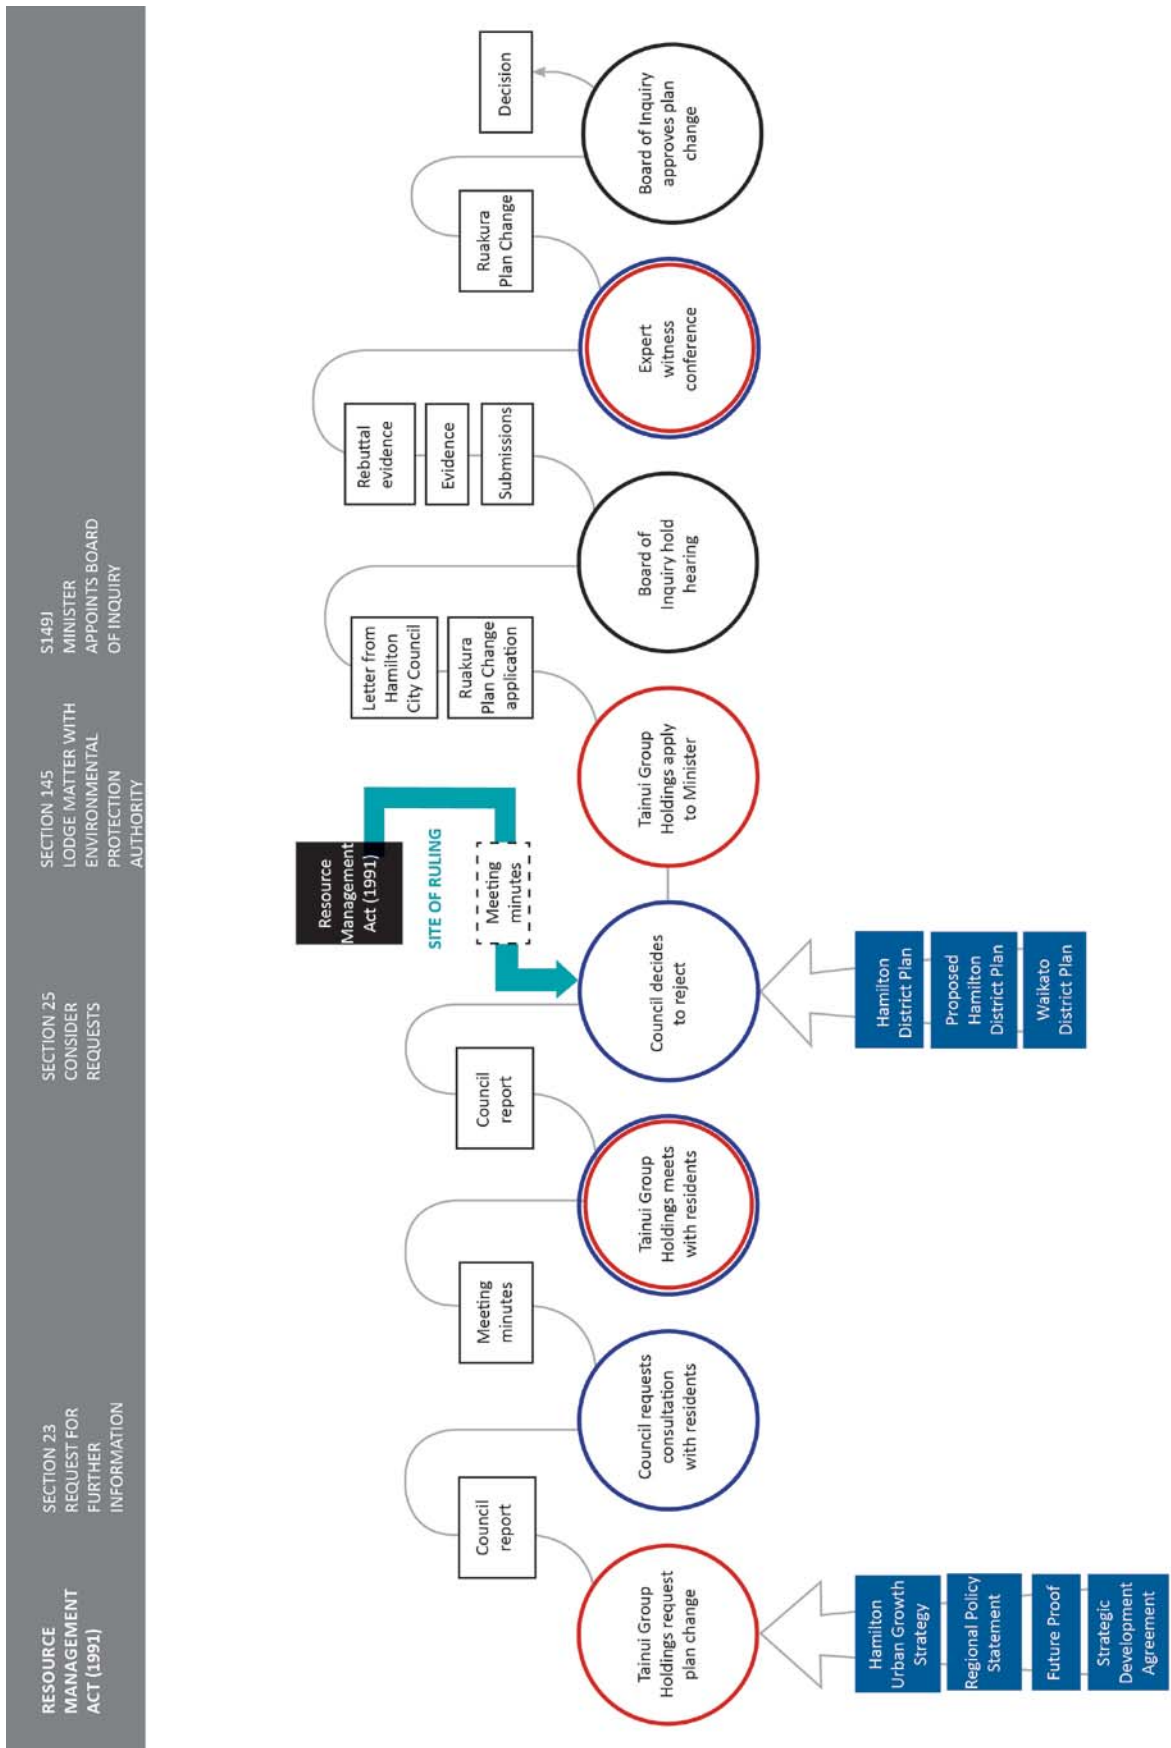 RESOURCE
MANAGEMENT
ACT (1991)
SECTION 23
REQUEST FOR
FURTHER
INFORMATION
SECTION 25
CONSIDER
REQUESTS
SECTION 145
LODGE MATTER WITH
ENVIRONMENTAL
PROTECTION
AUTHORITY
S149J
MINISTER
APPOINTS BOARD
OF INQUIRY
Resource
Management
Act (1991)
SITE OF RULING
Meeting
minutes
Council
report
Meeting
minutes
Council
report
Letter from
Hamilton
City Council
Ruakura
Plan Change
application
Rebuttal
evidence
Evidence
Submissions
Ruakura
Plan Change
Decision
Tainui Group
Holdings request
plan change
Council requests
consultation
with residents
Tainui Group
Holdings meets
with residents
Council decides
to reject
Tainui Group
Holdings apply
to Minister
Board of
Inquiry hold
hearing
Expert
witness
conference
Board of Inquiry
approves plan
change
Hamilton
Urban Growth
Strategy
Regional Policy
Statement
Future Proof
Strategic
Development
Agreement
Hamilton
District Plan
Proposed
Hamilton
District Plan
Waikato
District Plan